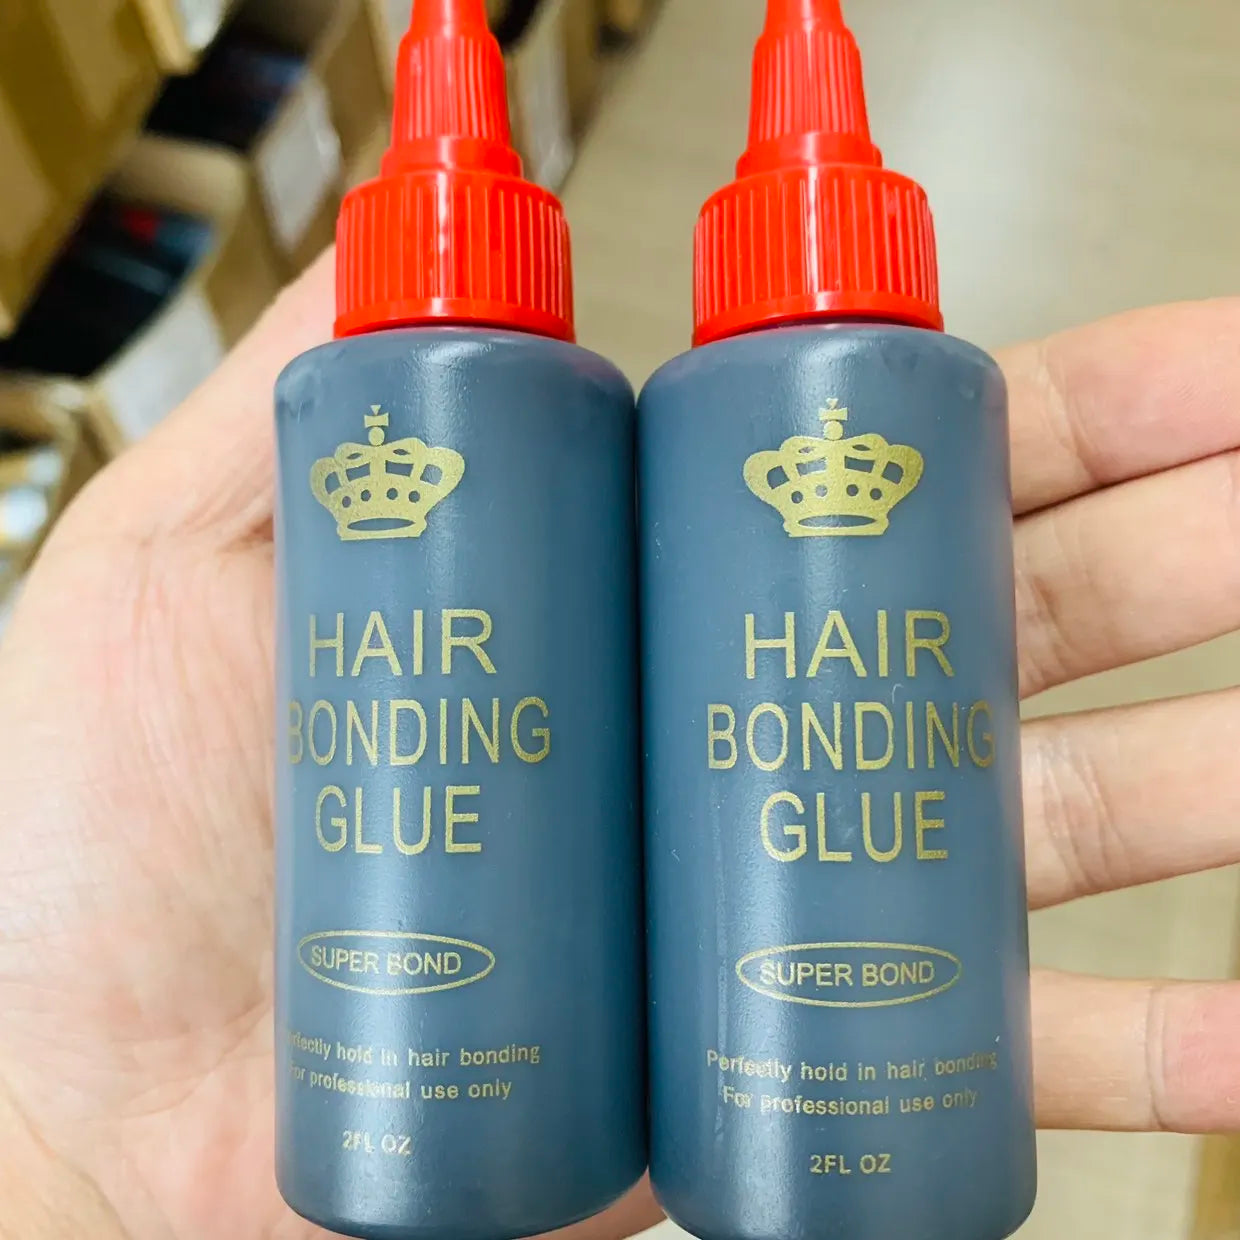 HAIR
BONDING
GLUE
SUPER BOND
Perfectly hold in hair bonding
For professional use only
2FL OZ
HAIR
BONDING
GLUE
SUPER BOND
Perfectly hold in hair bonding
For professional use only
2FL OZ